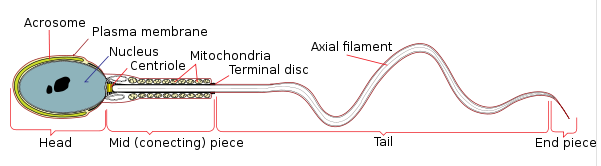 Acrosome
Plasma membrane
Nucleus
Centriole
Mitochondria
Terminal disc
Axial filament
Head
Mid (conecting) piece
Tail
End piece